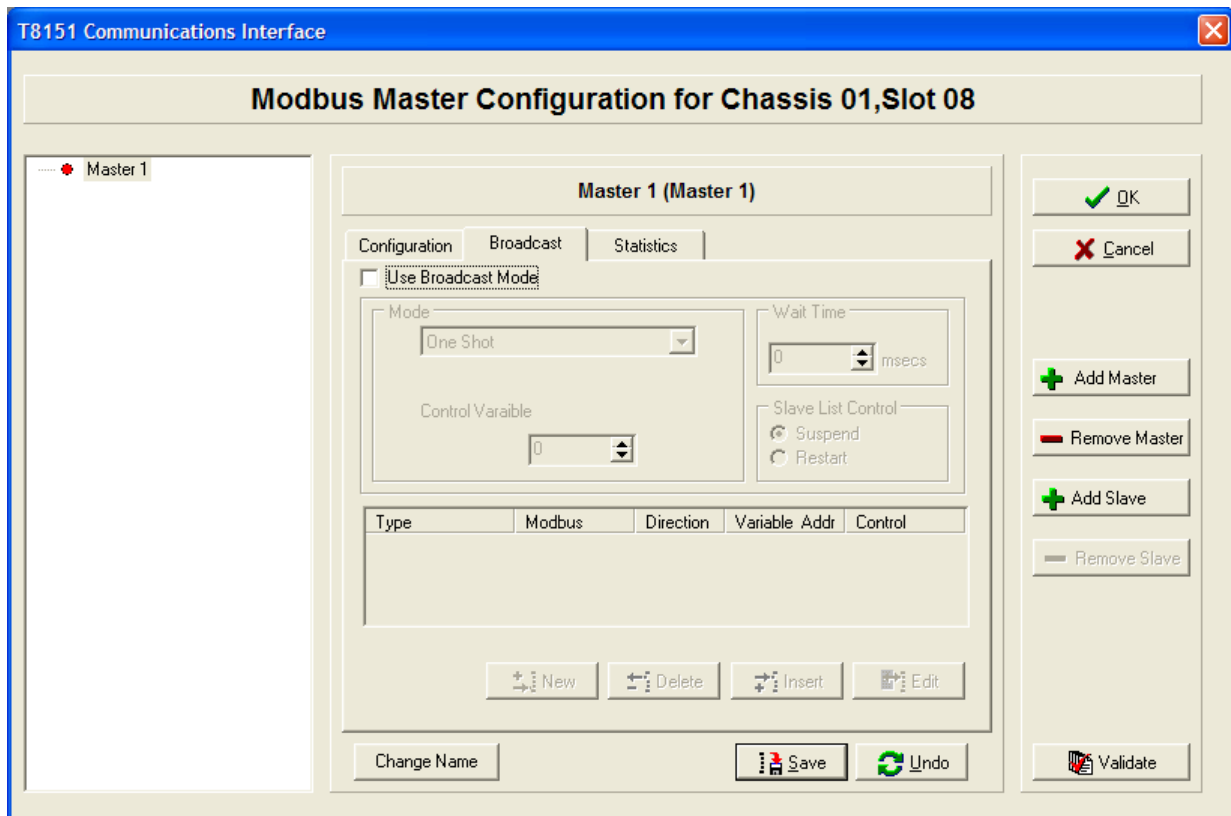 T8151 Communications Interface
Modbus Master Configuration for Chassis 01,Slot 08
Master 1
Master 1 (Master 1)
Configuration Broadcast Statistics
Use Broadcast Mode
Mode
One Shot
Control Varaible
0
Wait Time
0 msecs
Slave List Control
Suspend
Restart
Type Modbus Direction Variable Addr Control
New Delete Insert Edit
Change Name Save Undo
OK
Cancel
Add Master
Remove Master
Add Slave
Remove Slave
Validate